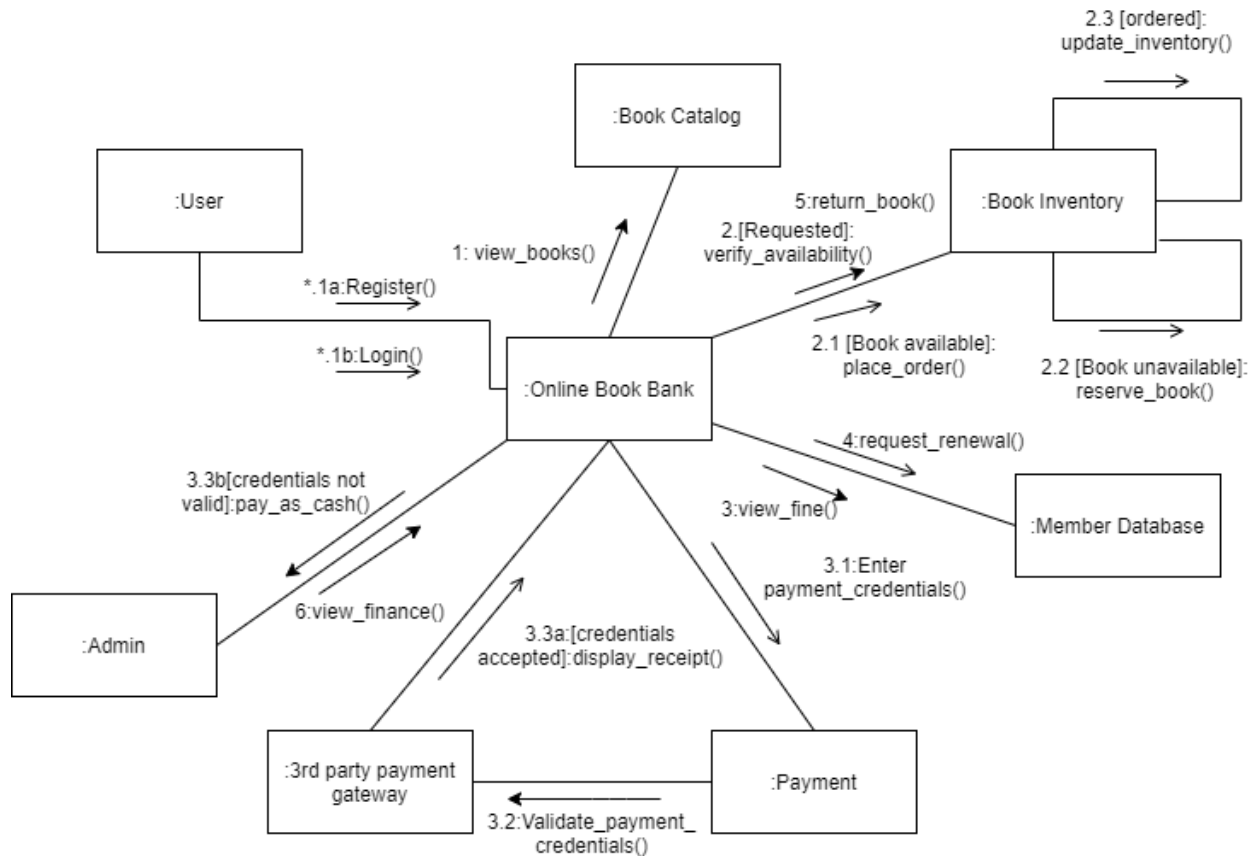 2.3 [ordered]:
update_inventory()
:Book Catalog
:User
5:return_book()
:Book Inventory
2.[Requested]:
verify_availability()
1: view_books()
*.1a:Register()
*.1b:Login()
2.1 [Book available]:
place_order()
2.2 [Book unavailable]:
reserve_book()
:Online Book Bank
4:request_renewal()
3.3b[credentials not
valid]:pay_as_cash()
3:view_fine()
:Member Database
3.1:Enter
payment_credentials()
6:view_finance()
:Admin
3.3a:[credentials
accepted]:display_receipt()
:3rd party payment
gateway
:Payment
3.2:Validate_payment_
credentials()